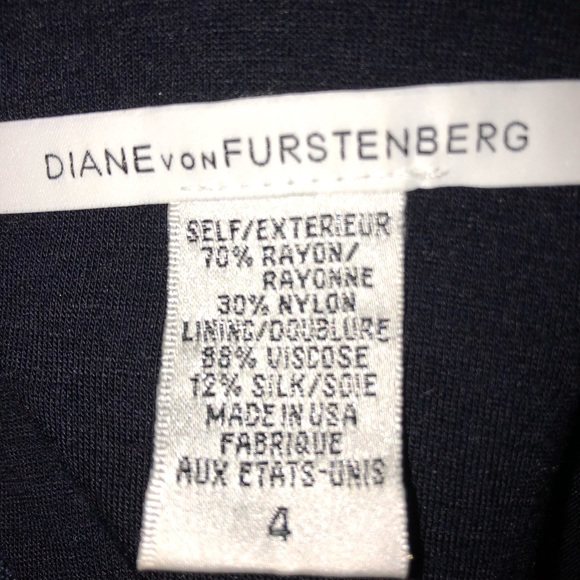 DIANE VON FURSTENBERG
SELF/EXTERIEUR
70% RAYON/
RAYONNE
30% NYLON
LINING/DOUBLURE
88% VISCOSE
12% SILK/SOIE
MADE IN USA
FABRIQUE
AUX ETATS-UNIS
4